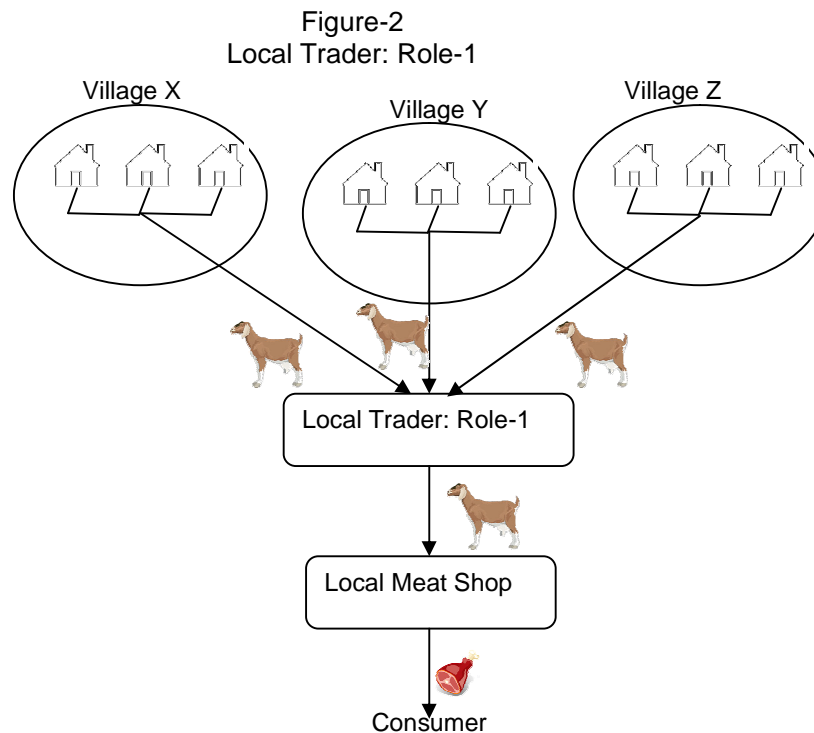 Figure-2
Local Trader: Role-1
Village X
Village Y
Village Z
Local Trader: Role-1
Local Meat Shop
Consumer